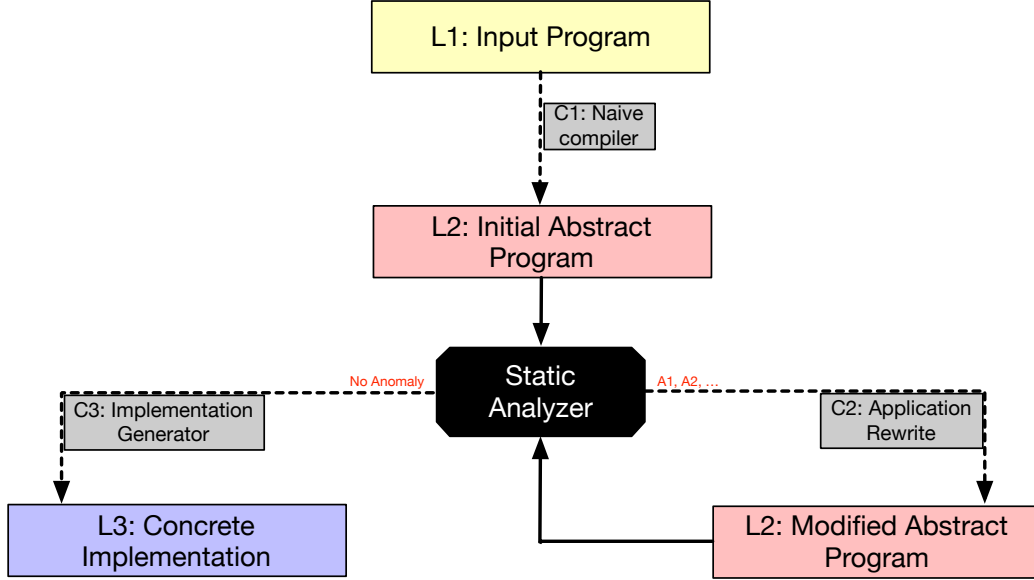 L1: Input Program
C1: Naive
compiler
L2: Initial Abstract
Program
Static
Analyzer
No Anomaly
A1, A2, ...
C3: Implementation
Generator
C2: Application
Rewrite
L3: Concrete
Implementation
L2: Modified Abstract
Program